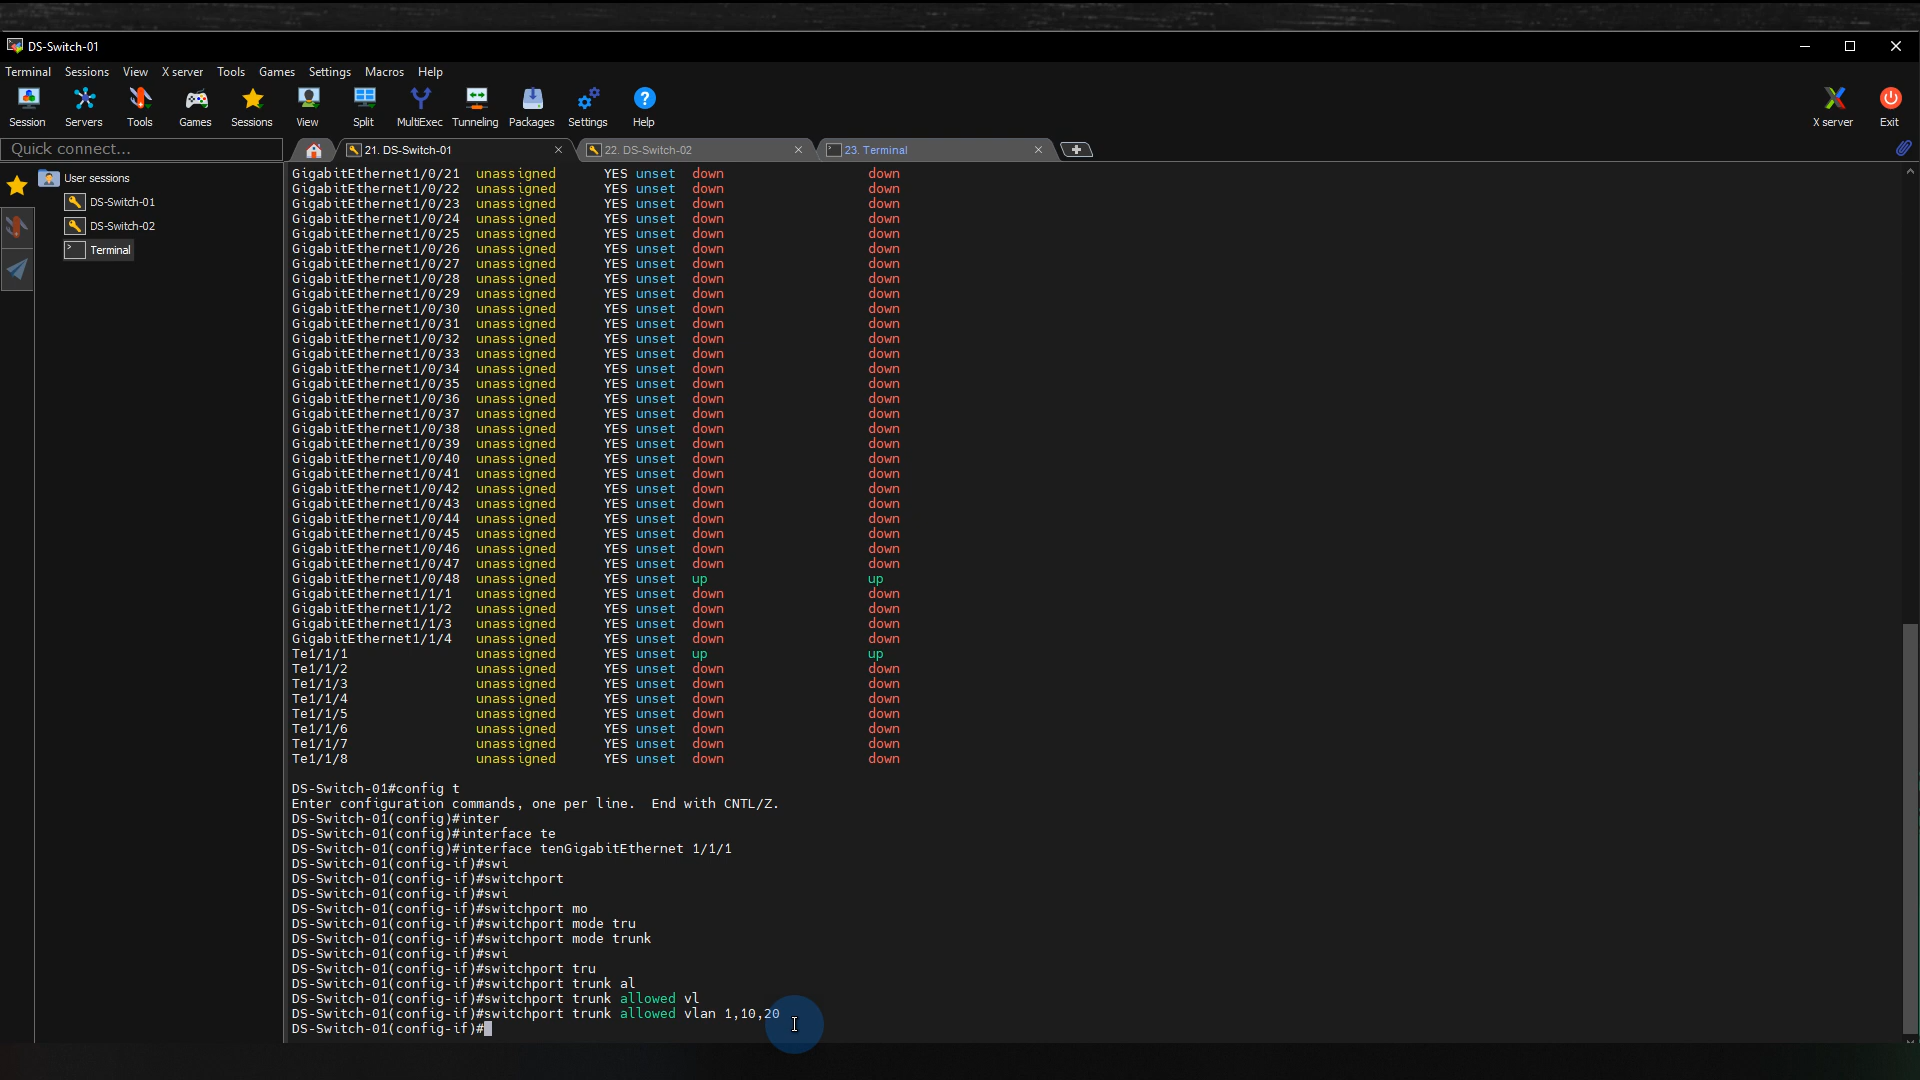 DS-Switch-01
Terminal Sessions View X server Tools Games Settings Macros Help
Session Servers Tools Games Sessions View Split MultiExec Tunneling Packages Settings Help X server Exit
Quick connect... 21. DS-Switch-01 22. DS-Switch-02 23. Terminal
User sessions
DS-Switch-01
DS-Switch-02
Terminal
GigabitEthernet1/0/21 unassigned YES unset down down
GigabitEthernet1/0/22 unassigned YES unset down down
GigabitEthernet1/0/23 unassigned YES unset down down
GigabitEthernet1/0/24 unassigned YES unset down down
GigabitEthernet1/0/25 unassigned YES unset down down
GigabitEthernet1/0/26 unassigned YES unset down down
GigabitEthernet1/0/27 unassigned YES unset down down
GigabitEthernet1/0/28 unassigned YES unset down down
GigabitEthernet1/0/29 unassigned YES unset down down
GigabitEthernet1/0/30 unassigned YES unset down down
GigabitEthernet1/0/31 unassigned YES unset down down
GigabitEthernet1/0/32 unassigned YES unset down down
GigabitEthernet1/0/33 unassigned YES unset down down
GigabitEthernet1/0/34 unassigned YES unset down down
GigabitEthernet1/0/35 unassigned YES unset down down
GigabitEthernet1/0/36 unassigned YES unset down down
GigabitEthernet1/0/37 unassigned YES unset down down
GigabitEthernet1/0/38 unassigned YES unset down down
GigabitEthernet1/0/39 unassigned YES unset down down
GigabitEthernet1/0/40 unassigned YES unset down down
GigabitEthernet1/0/41 unassigned YES unset down down
GigabitEthernet1/0/42 unassigned YES unset down down
GigabitEthernet1/0/43 unassigned YES unset down down
GigabitEthernet1/0/44 unassigned YES unset down down
GigabitEthernet1/0/45 unassigned YES unset down down
GigabitEthernet1/0/46 unassigned YES unset down down
GigabitEthernet1/0/47 unassigned YES unset down down
GigabitEthernet1/0/48 unassigned YES unset up up
GigabitEthernet1/1/1 unassigned YES unset down down
GigabitEthernet1/1/2 unassigned YES unset down down
GigabitEthernet1/1/3 unassigned YES unset down down
GigabitEthernet1/1/4 unassigned YES unset down down
Te1/1/1 unassigned YES unset up up
Te1/1/2 unassigned YES unset down down
Te1/1/3 unassigned YES unset down down
Te1/1/4 unassigned YES unset down down
Te1/1/5 unassigned YES unset down down
Te1/1/6 unassigned YES unset down down
Te1/1/7 unassigned YES unset down down
Te1/1/8 unassigned YES unset down down
DS-Switch-01#config t
Enter configuration commands, one per line.  End with CNTL/Z.
DS-Switch-01(config)#inter
DS-Switch-01(config)#interface te
DS-Switch-01(config)#interface tenGigabitEthernet 1/1/1
DS-Switch-01(config-if)#swi
DS-Switch-01(config-if)#switchport
DS-Switch-01(config-if)#swi
DS-Switch-01(config-if)#switchport mo
DS-Switch-01(config-if)#switchport mode tru
DS-Switch-01(config-if)#switchport mode trunk
DS-Switch-01(config-if)#swi
DS-Switch-01(config-if)#switchport tru
DS-Switch-01(config-if)#switchport trunk al
DS-Switch-01(config-if)#switchport trunk allowed vl
DS-Switch-01(config-if)#switchport trunk allowed vlan 1,10,20
DS-Switch-01(config-if)#